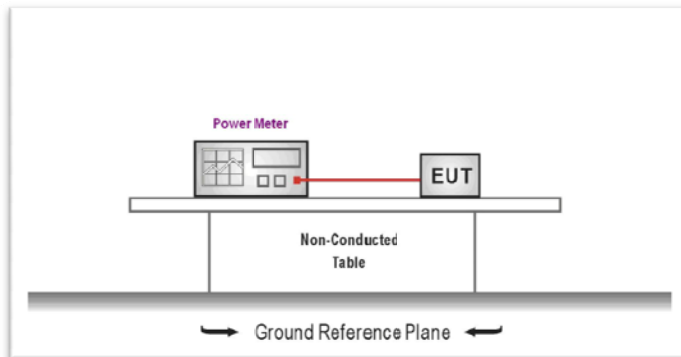 Power Meter
EUT
Non-Conducted
Table
Ground Reference Plane